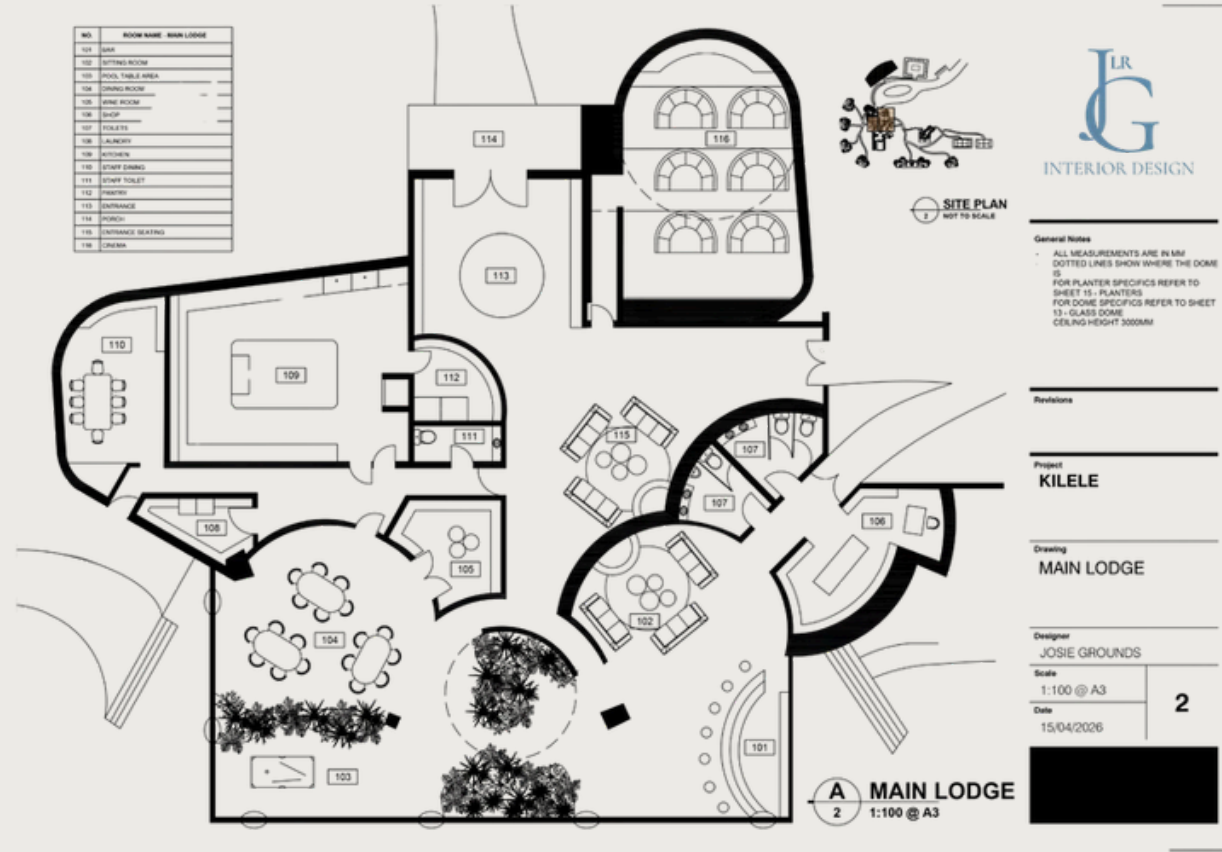 NO. ROOM NAME - MAIN LODGE
101 BAR
102 SITTING ROOM
103 POOL TABLE AREA
104 DINING ROOM
105 WINE ROOM
106 SHOP
107 TOILETS
108 LAUNDRY
109 KITCHEN
110 STAFF DINING
111 STAFF TOILET
112 PANTRY
113 ENTRANCE
114 PORCH
115 ENTRANCE SEATING
116 CINEMA
114
116
113
110
109
112
111
115
107
107
108
106
105
104
102
103
101
2
SITE PLAN
NOT TO SCALE
A
2
MAIN LODGE
1:100 @ A3
JLRG
INTERIOR DESIGN
General Notes
- ALL MEASUREMENTS ARE IN MM
- DOTTED LINES SHOW WHERE THE DOME
IS
FOR PLANTER SPECIFICS REFER TO
SHEET 15 - PLANTERS
FOR DOME SPECIFICS REFER TO SHEET
13 - GLASS DOME
CEILING HEIGHT 3000MM
Revisions
Project
KILELE
Drawing
MAIN LODGE
Designer
JOSIE GROUNDS
Scale
1:100 @ A3
Date
15/04/2026
2